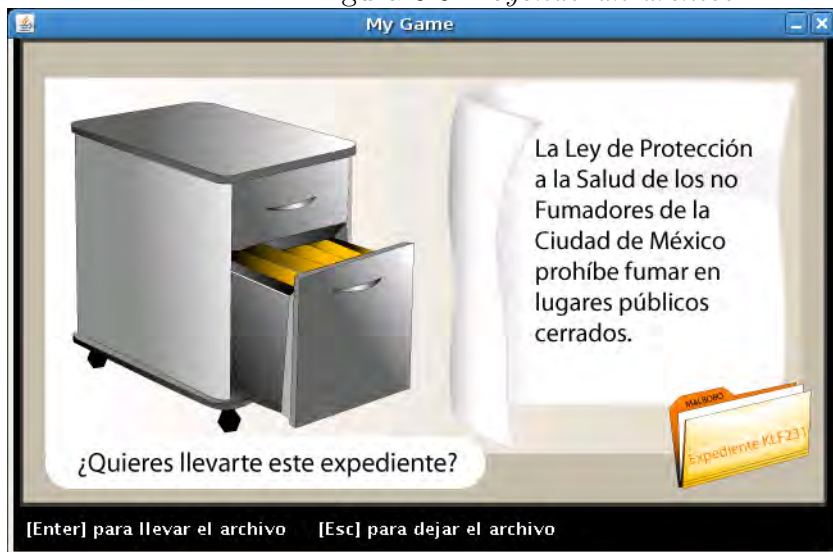 My Game
La Ley de Protección
a la Salud de los no
Fumadores de la
Ciudad de México
prohíbe fumar en
lugares públicos
cerrados.
MALBORO
Expediente KLF231
¿Quieres llevarte este expediente?
[Enter] para llevar el archivo [Esc] para dejar el archivo